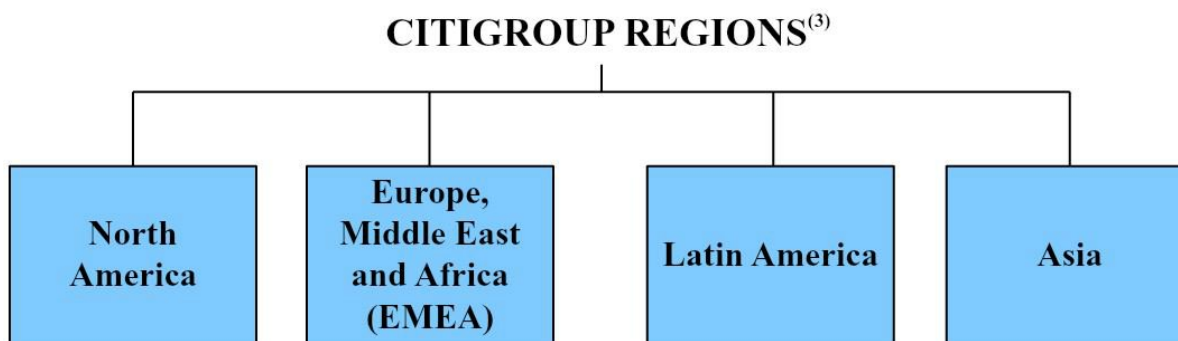 CITIGROUP REGIONS(3)
North
America
Europe,
Middle East
and Africa
(EMEA)
Latin America
Asia